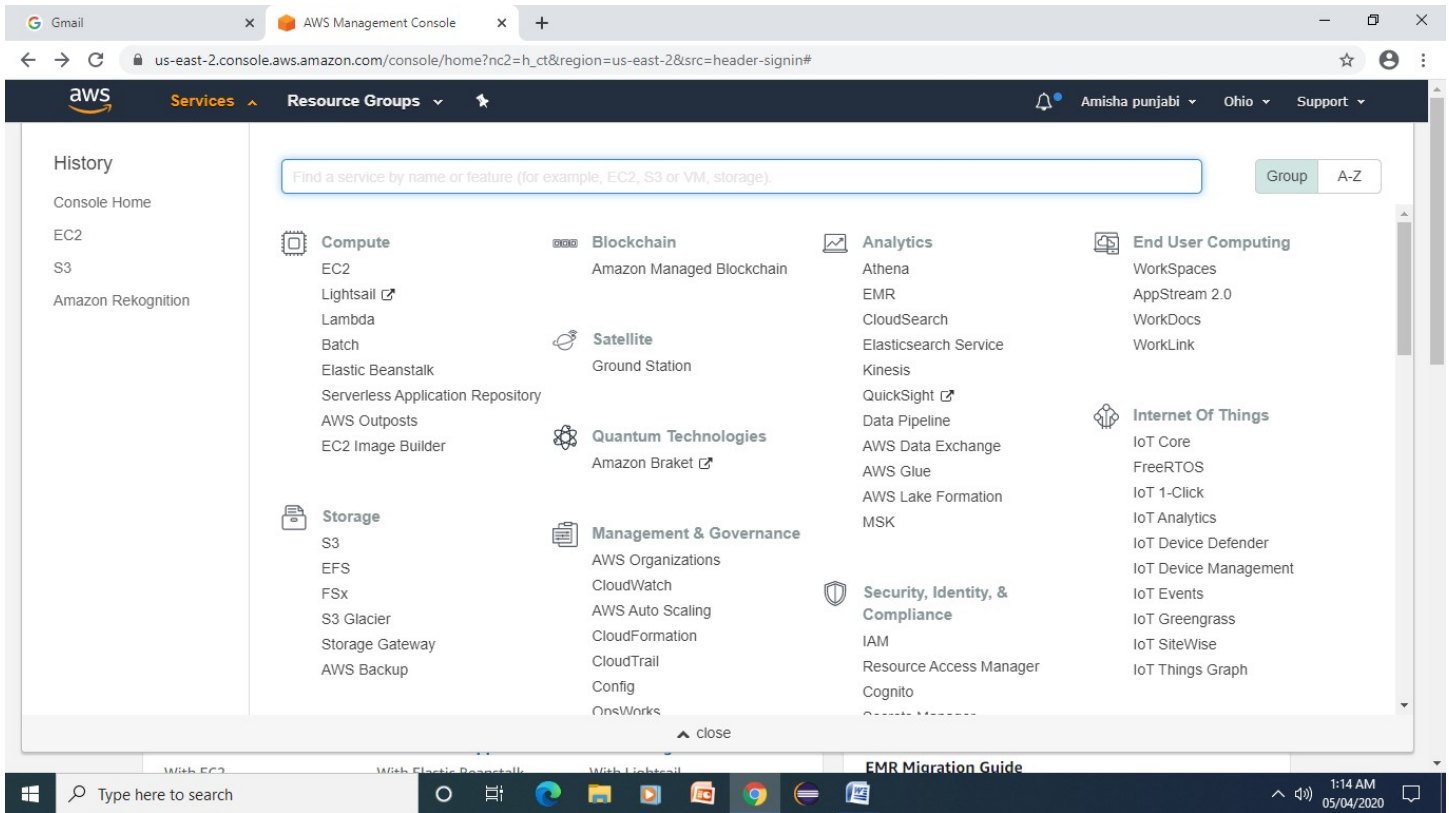 Gmail
AWS Management Console
us-east-2.console.aws.amazon.com/console/home?nc2=h_ct&region=us-east-2&src=header-signin#
aws Services Resource Groups Amisha punjabi Ohio Support
History
Console Home
EC2
S3
Amazon Rekognition
Find a service by name or feature (for example, EC2, S3 or VM, storage).
Group A-Z
Compute
EC2
Lightsail
Lambda
Batch
Elastic Beanstalk
Serverless Application Repository
AWS Outposts
EC2 Image Builder
Storage
S3
EFS
FSx
S3 Glacier
Storage Gateway
AWS Backup
Blockchain
Amazon Managed Blockchain
Satellite
Ground Station
Quantum Technologies
Amazon Braket
Management & Governance
AWS Organizations
CloudWatch
AWS Auto Scaling
CloudFormation
CloudTrail
Config
OpsWorks
Analytics
Athena
EMR
CloudSearch
Elasticsearch Service
Kinesis
QuickSight
Data Pipeline
AWS Data Exchange
AWS Glue
AWS Lake Formation
MSK
Security, Identity, &
Compliance
IAM
Resource Access Manager
Cognito
Secrets Manager
End User Computing
WorkSpaces
AppStream 2.0
WorkDocs
WorkLink
Internet Of Things
IoT Core
FreeRTOS
IoT 1-Click
IoT Analytics
IoT Device Defender
IoT Device Management
IoT Events
IoT Greengrass
IoT SiteWise
IoT Things Graph
close
With EC2
With Elastic Beanstalk
With Lightsail
EMR Migration Guide
Type here to search
1:14 AM
05/04/2020